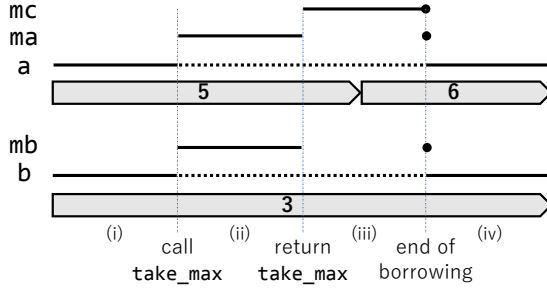 mc
ma
a
5 6
mb
b
3
(i) (ii) (iii) (iv)
call return end of
take_max take_max borrowing